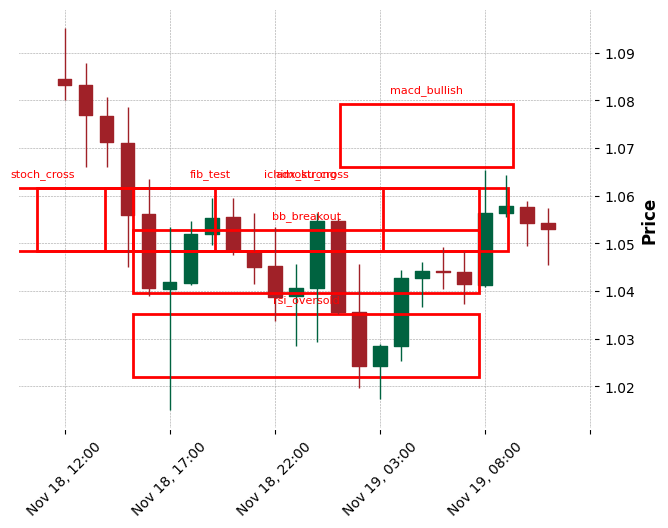 1.09
macd_bullish
1.08
1.07
stoch_cross
fib_test
1.06
Price
bb_breakout
1.05
1.04
rsi_oversold
1.03
1.02
Nov 18, 12:00
Nov 18, 17:00
Nov 18, 22:00
Nov 19, 03:00
Nov 19, 08:00